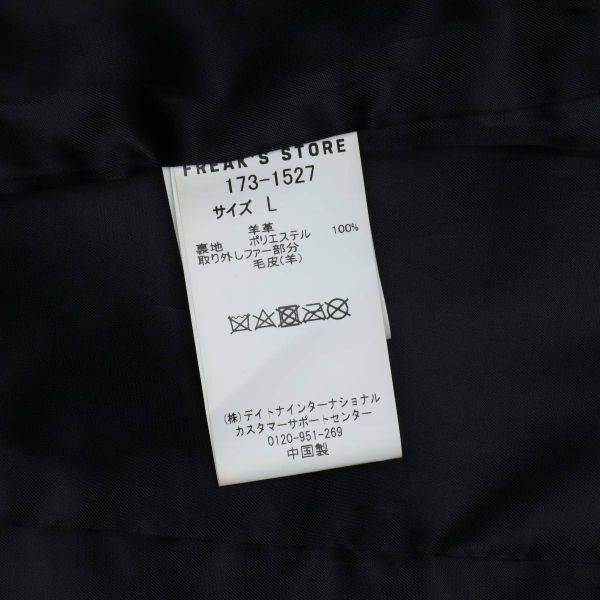 FREAK'S STORE
173-1527
サイズ L
羊革
裏地 ポリエステル 100%
取り外しファー部分
毛皮(羊)
(株)デイトナインターナショナル
カスタマーサポートセンター
0120-951-269
中国製